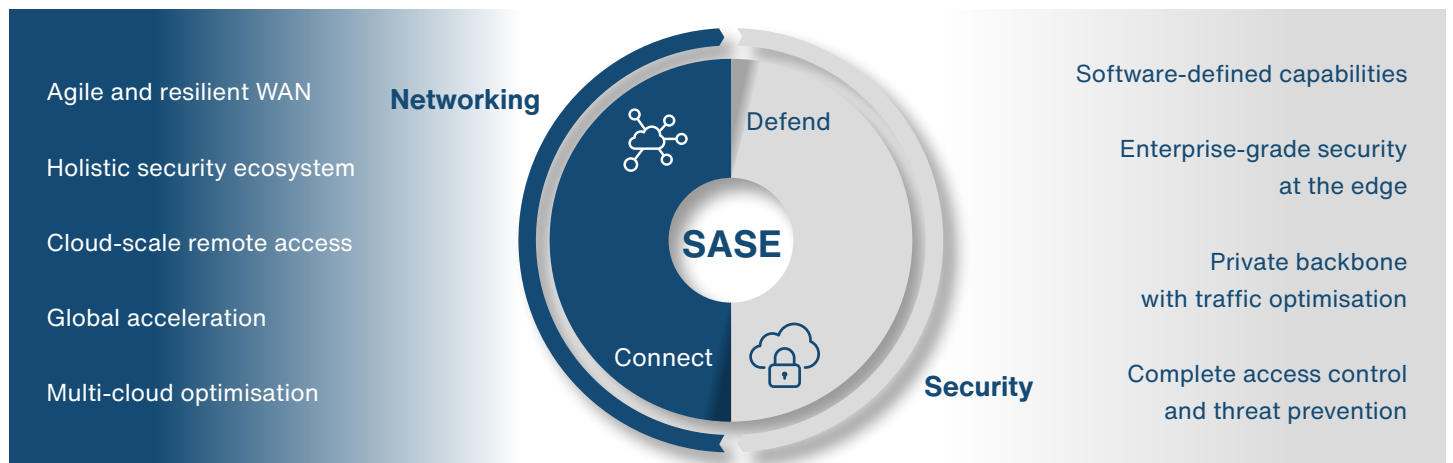 Agile and resilient WAN
Holistic security ecosystem
Cloud-scale remote access
Global acceleration
Multi-cloud optimisation
Networking
Defend
SASE
Connect
Security
Software-defined capabilities
Enterprise-grade security
at the edge
Private backbone
with traffic optimisation
Complete access control
and threat prevention